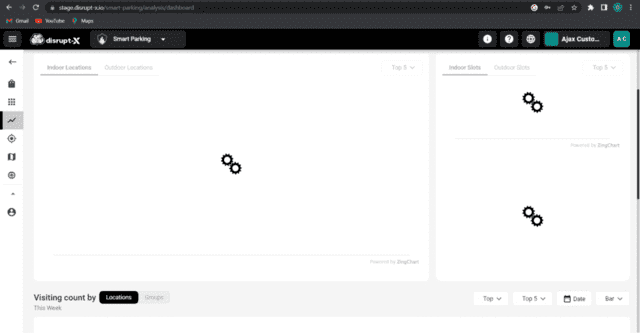 stage.disrupt-x.io/smart-parking/analysis/dashboard
Gmail YouTube Maps
disrupt-X Smart Parking Ajax Custo... A C
Indoor Locations Outdoor Locations Top 5
Indoor Slots Outdoor Slots Top 5
Powered by ZingChart
Powered by ZingChart
Visiting count by Locations Groups
This Week
Top Top 5 Date Bar